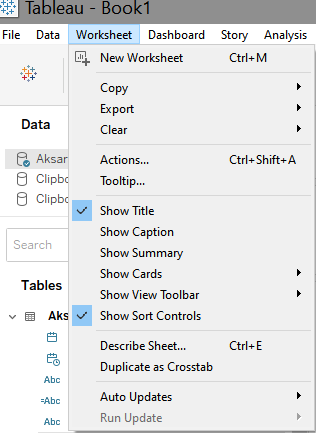 Tableau - Book1
File Data Worksheet Dashboard Story Analysis
New Worksheet Ctrl+M
Copy
Data
Export
Clear
Aksar
Actions... Ctrl+Shift+A
Clipbo
Tooltip...
Clipbo
Show Title
Show Caption
Search
Show Summary
Show Cards
Tables
Show View Toolbar
Aks
Show Sort Controls
Describe Sheet... Ctrl+E
Duplicate as Crosstab
Abc
Auto Updates
=Abc
Run Update
Abc